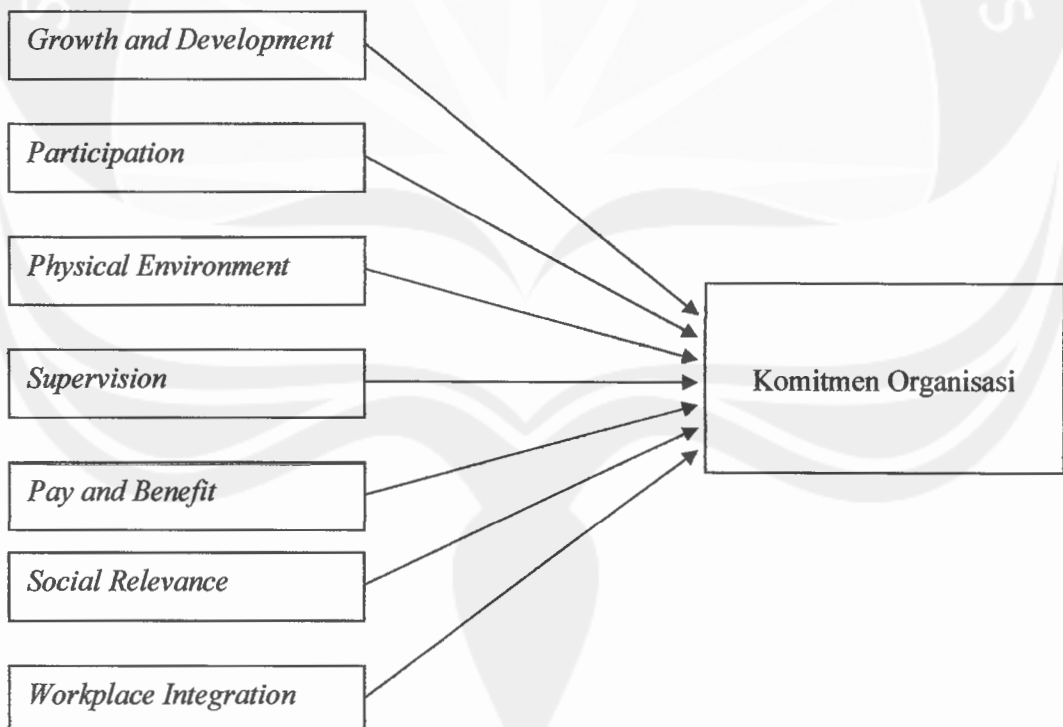 Growth and Development
Participation
Physical Environment
Supervision
Komitmen Organisasi
Pay and Benefit
Social Relevance
Workplace Integration